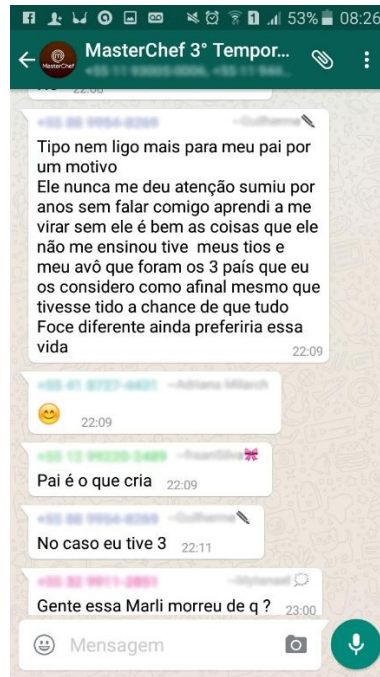 53% 08:26
MasterChef 3° Tempor...
MasterChef
22:08
Tipo nem ligo mais para meu pai por
um motivo
Ele nunca me deu atenção sumiu por
anos sem falar comigo aprendi a me
virar sem ele é bem as coisas que ele
não me ensinou tive meus tios e
meu avô que foram os 3 país que eu
os considero como afinal mesmo que
tivesse tido a chance de que tudo
Foce diferente ainda preferiria essa
vida
22:09
22:09
Pai é o que cria 22:09
No caso eu tive 3 22:11
Gente essa Marli morreu de q ? 23:00
Mensagem